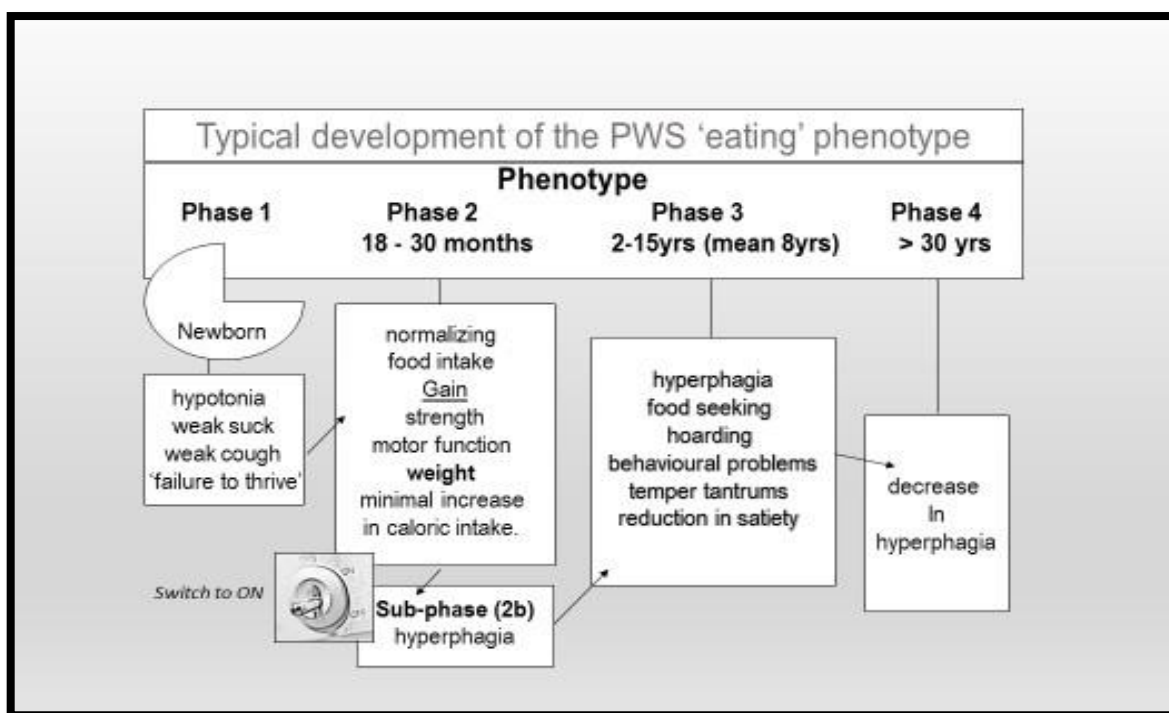 Typical development of the PWS ‘eating’ phenotype
Phenotype
Phase 1
Phase 2
18 - 30 months
Phase 3
2-15yrs (mean 8yrs)
Phase 4
> 30 yrs
Newborn
hypotonia
weak suck
weak cough
‘failure to thrive’
normalizing
food intake
Gain
strength
motor function
weight
minimal increase
in caloric intake.
Switch to ON
Sub-phase (2b)
hyperphagia
hyperphagia
food seeking
hoarding
behavioural problems
temper tantrums
reduction in satiety
decrease
In
hyperphagia